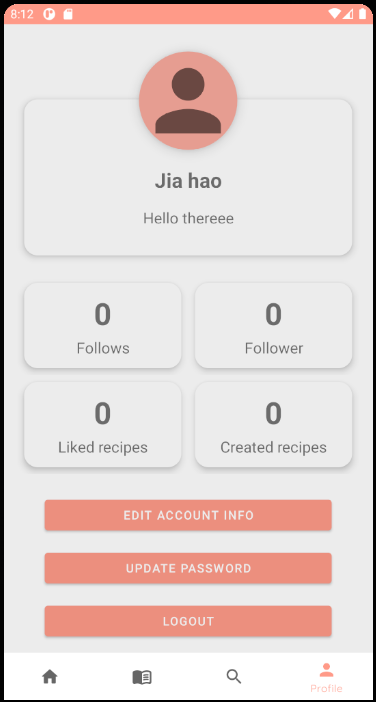 8:12
Jia hao
Hello thereee
0
Follows
0
Follower
0
Liked recipes
0
Created recipes
EDIT ACCOUNT INFO
UPDATE PASSWORD
LOGOUT
Profile